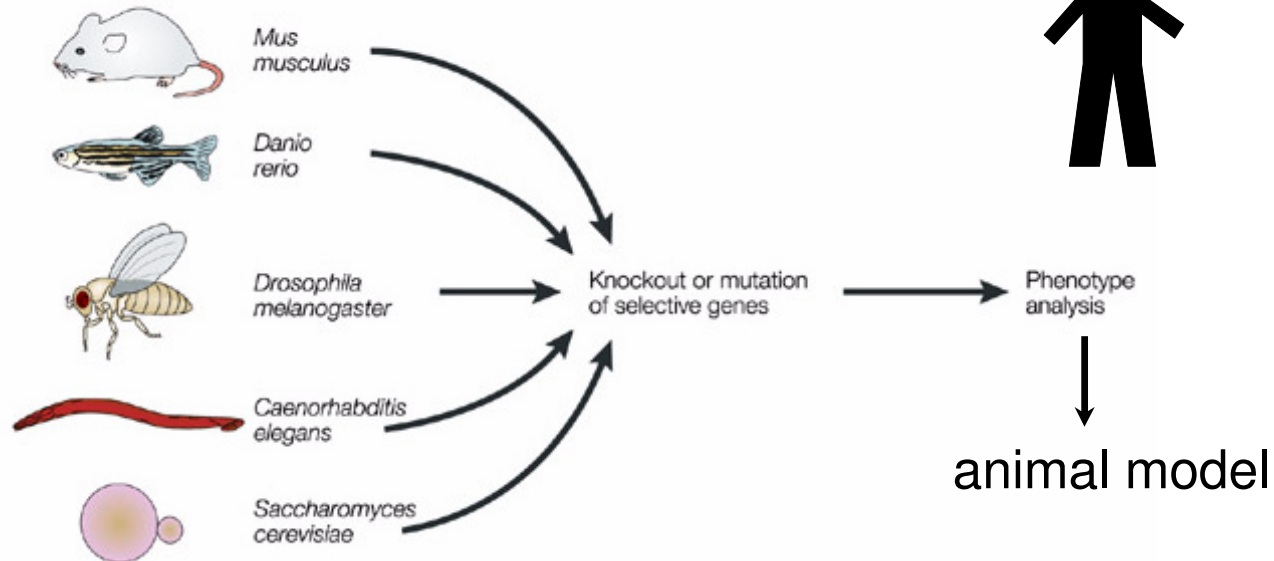 Mus
musculus
Danio
rerio
Drosophila
melanogaster
Caenorhabditis
elegans
Saccharomyces
cerevisiae
Knockout or mutation
of selective genes
Phenotype
analysis
animal model